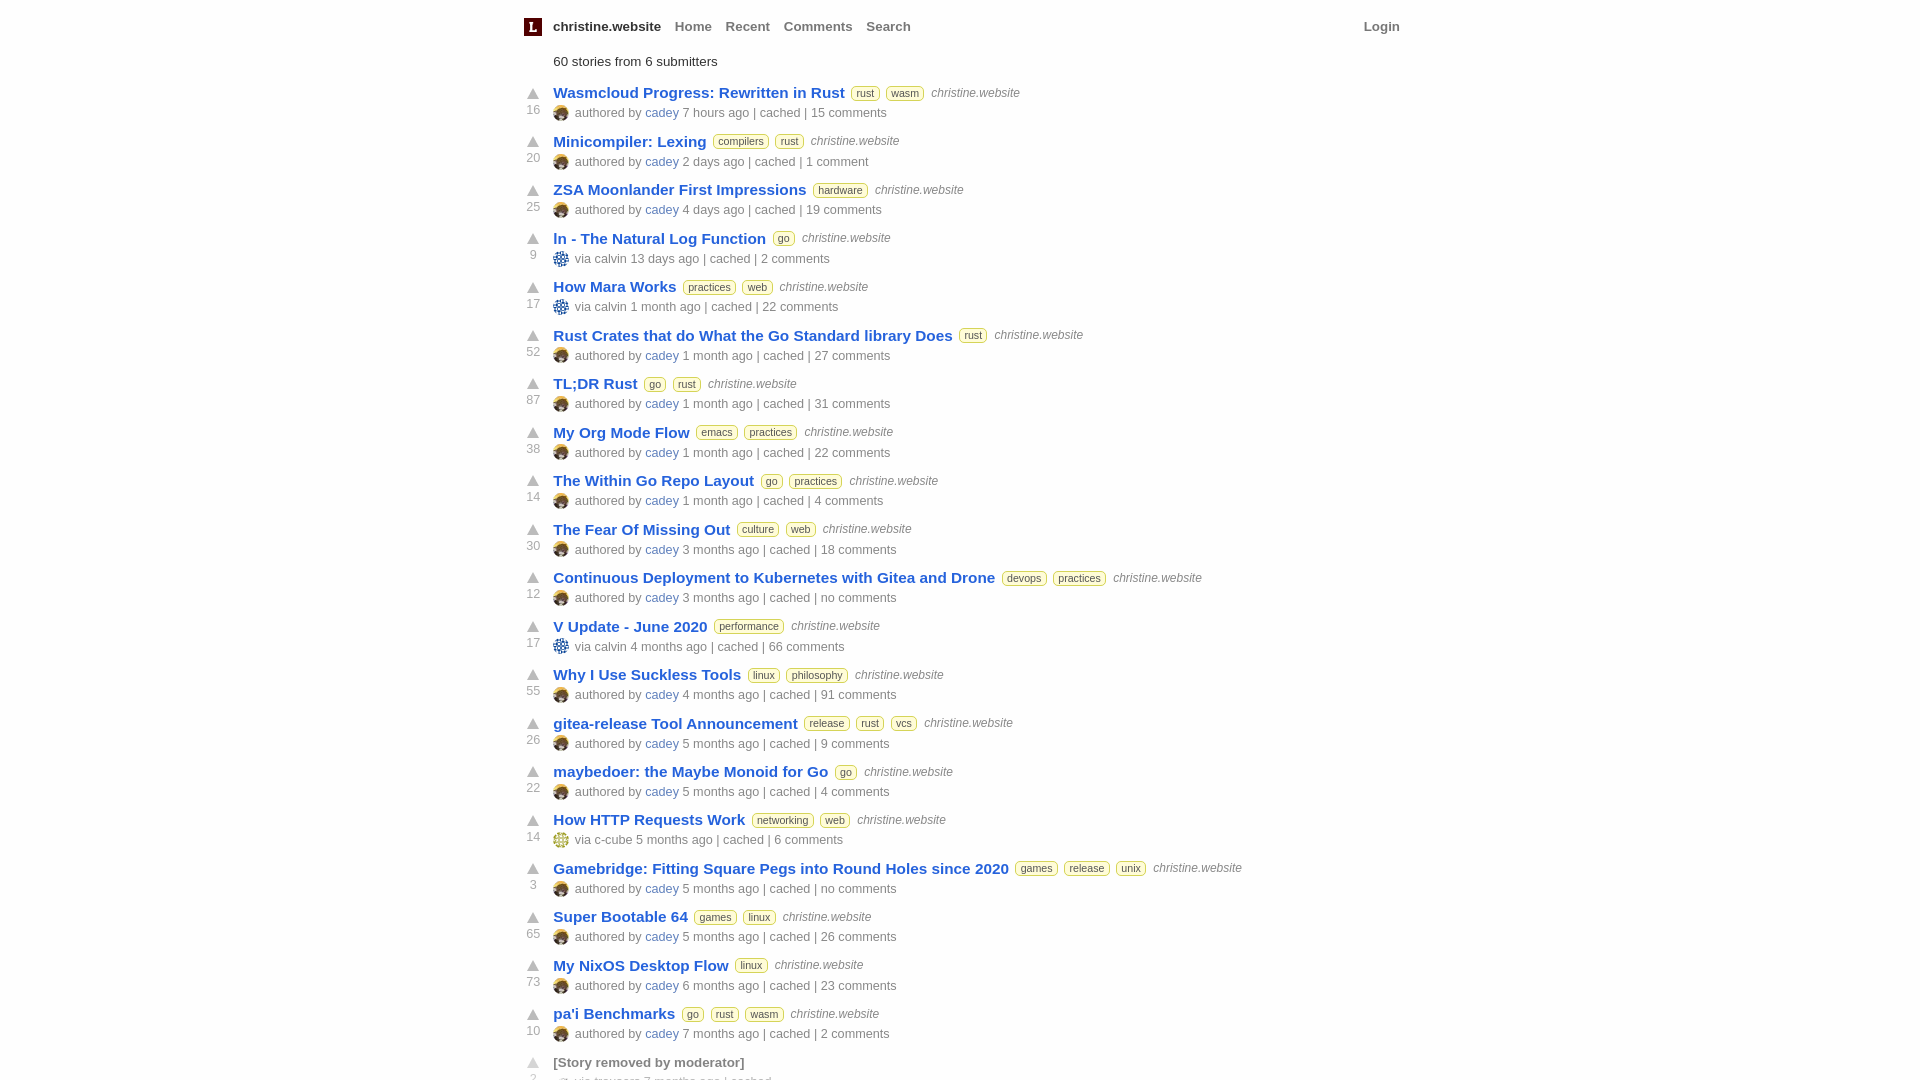 L christine.website Home Recent Comments Search Login
60 stories from 6 submitters
Wasmcloud Progress: Rewritten in Rust rust wasm christine.website
16 authored by cadey 7 hours ago | cached | 15 comments
Minicompiler: Lexing compilers rust christine.website
20 authored by cadey 2 days ago | cached | 1 comment
ZSA Moonlander First Impressions hardware christine.website
25 authored by cadey 4 days ago | cached | 19 comments
ln - The Natural Log Function go christine.website
9 via calvin 13 days ago | cached | 2 comments
How Mara Works practices web christine.website
17 via calvin 1 month ago | cached | 22 comments
Rust Crates that do What the Go Standard library Does rust christine.website
52 authored by cadey 1 month ago | cached | 27 comments
TL;DR Rust go rust christine.website
87 authored by cadey 1 month ago | cached | 31 comments
My Org Mode Flow emacs practices christine.website
38 authored by cadey 1 month ago | cached | 22 comments
The Within Go Repo Layout go practices christine.website
14 authored by cadey 1 month ago | cached | 4 comments
The Fear Of Missing Out culture web christine.website
30 authored by cadey 3 months ago | cached | 18 comments
Continuous Deployment to Kubernetes with Gitea and Drone devops practices christine.website
12 authored by cadey 3 months ago | cached | no comments
V Update - June 2020 performance christine.website
17 via calvin 4 months ago | cached | 66 comments
Why I Use Suckless Tools linux philosophy christine.website
55 authored by cadey 4 months ago | cached | 91 comments
gitea-release Tool Announcement release rust vcs christine.website
26 authored by cadey 5 months ago | cached | 9 comments
maybedoer: the Maybe Monoid for Go go christine.website
22 authored by cadey 5 months ago | cached | 4 comments
How HTTP Requests Work networking web christine.website
14 via c-cube 5 months ago | cached | 6 comments
Gamebridge: Fitting Square Pegs into Round Holes since 2020 games release unix christine.website
3 authored by cadey 5 months ago | cached | no comments
Super Bootable 64 games linux christine.website
65 authored by cadey 5 months ago | cached | 26 comments
My NixOS Desktop Flow linux christine.website
73 authored by cadey 6 months ago | cached | 23 comments
pa'i Benchmarks go rust wasm christine.website
10 authored by cadey 7 months ago | cached | 2 comments
[Story removed by moderator]